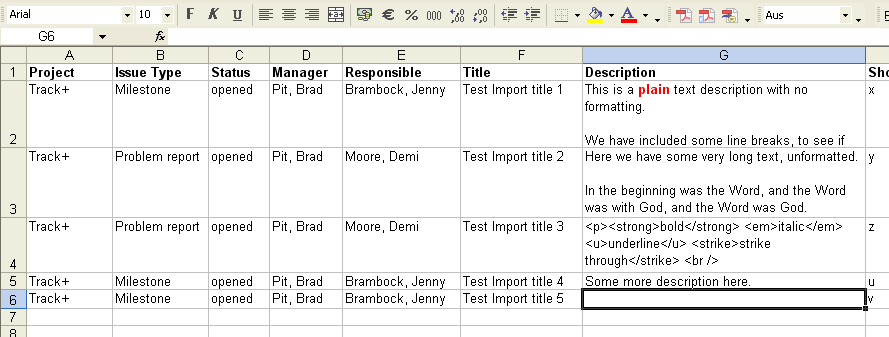 Arial 10 F K U % 000 Aus
G6 fx
A B C D E F G
1 Project Issue Type Status Manager Responsible Title Description Sho
Track+ Milestone opened Pit, Brad Brambock, Jenny Test Import title 1 This is a plain text description with no x
formatting.
2 We have included some line breaks, to see if
Track+ Problem report opened Pit, Brad Moore, Demi Test Import title 2 Here we have some very long text, unformatted. y
In the beginning was the Word, and the Word
3 was with God, and the Word was God.
Track+ Problem report opened Pit, Brad Moore, Demi Test Import title 3 <p><strong>bold</strong> <em>italic</em> z
<u>underline</u> <strike>strike
4 through</strike> <br />
5 Track+ Milestone opened Pit, Brad Brambock, Jenny Test Import title 4 Some more description here. u
6 Track+ Milestone opened Pit, Brad Brambock, Jenny Test Import title 5 v
7
8